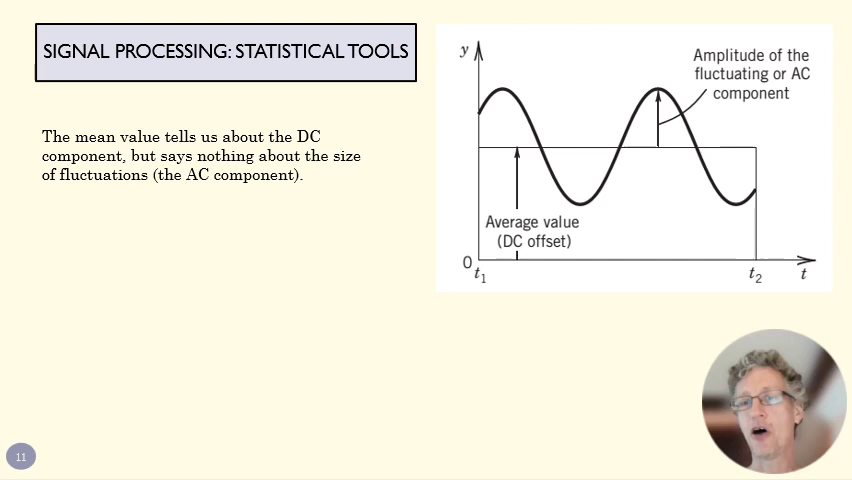 SIGNAL PROCESSING: STATISTICAL TOOLS
The mean value tells us about the DC
component, but says nothing about the size
of fluctuations (the AC component).
y
Amplitude of the
fluctuating or AC
component
Average value
(DC offset)
0
t₁
t₂
t
11